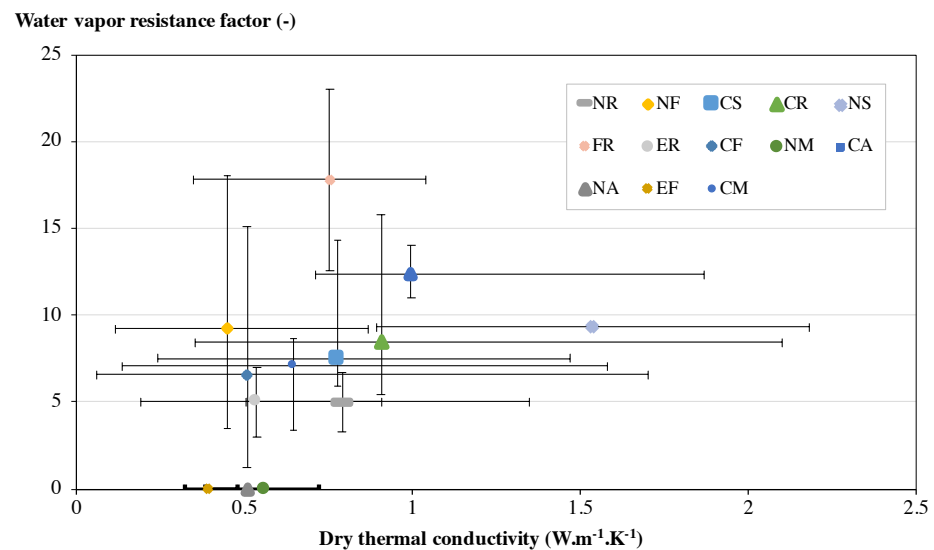 Water vapor resistance factor (-)
25
20
15
10
5
0
0
0.5
1
1.5
2
2.5
NR NF CS CR NS
FR ER CF NM CA
NA EF CM
Dry thermal conductivity (W.m⁻¹.K⁻¹)